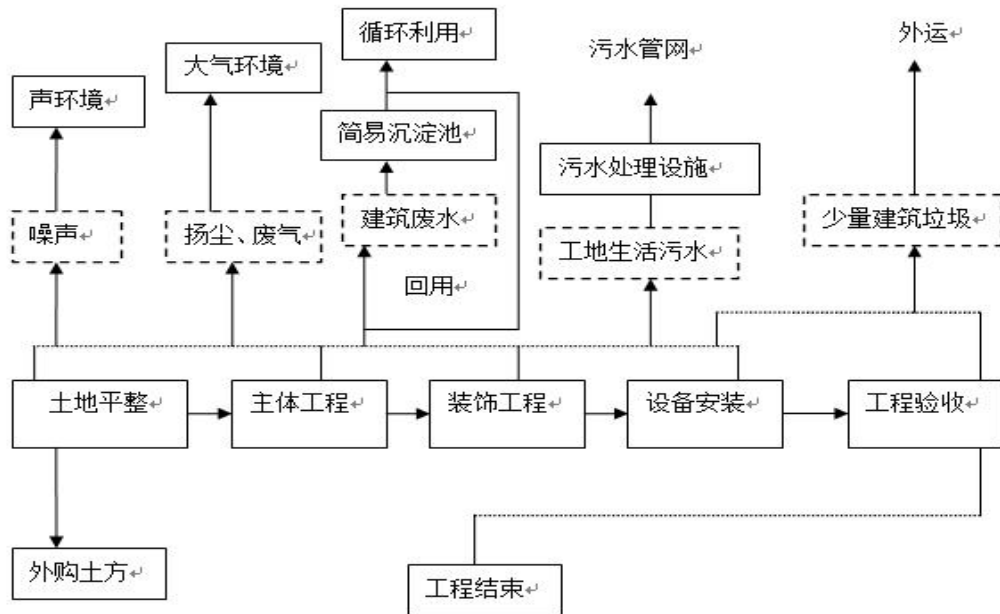 循环利用
污水管网
外运
大气环境
声环境
简易沉淀池
污水处理设施
噪声
扬尘、废气
建筑废水
少量建筑垃圾
工地生活污水
回用
土地平整
主体工程
装饰工程
设备安装
工程验收
外购土方
工程结束